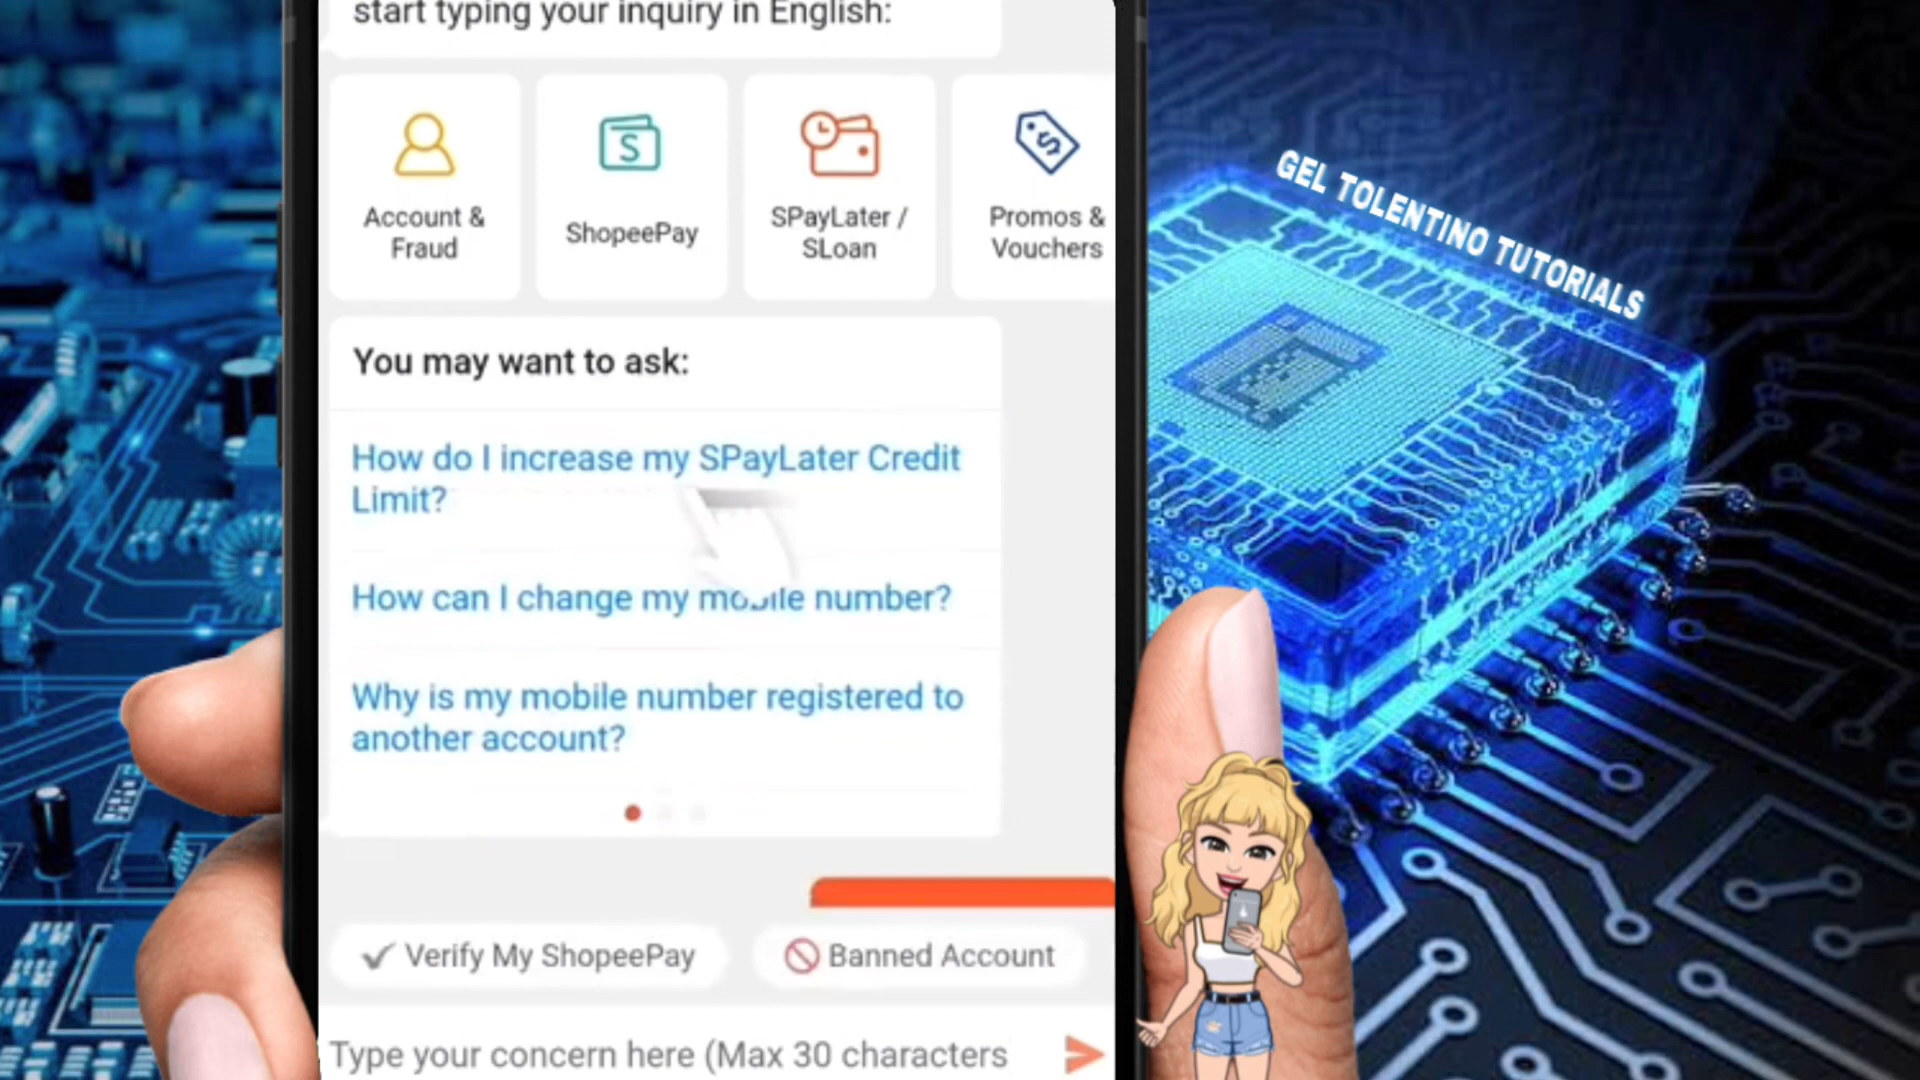 start typing your inquiry in English:
Account &
Fraud
ShopeePay
SPayLater /
SLoan
Promos &
Vouchers
You may want to ask:
How do I increase my SPayLater Credit
Limit?
How can I change my mobile number?
Why is my mobile number registered to
another account?
Verify My ShopeePay
Banned Account
Type your concern here (Max 30 characters
GEL TOLENTINO TUTORIALS